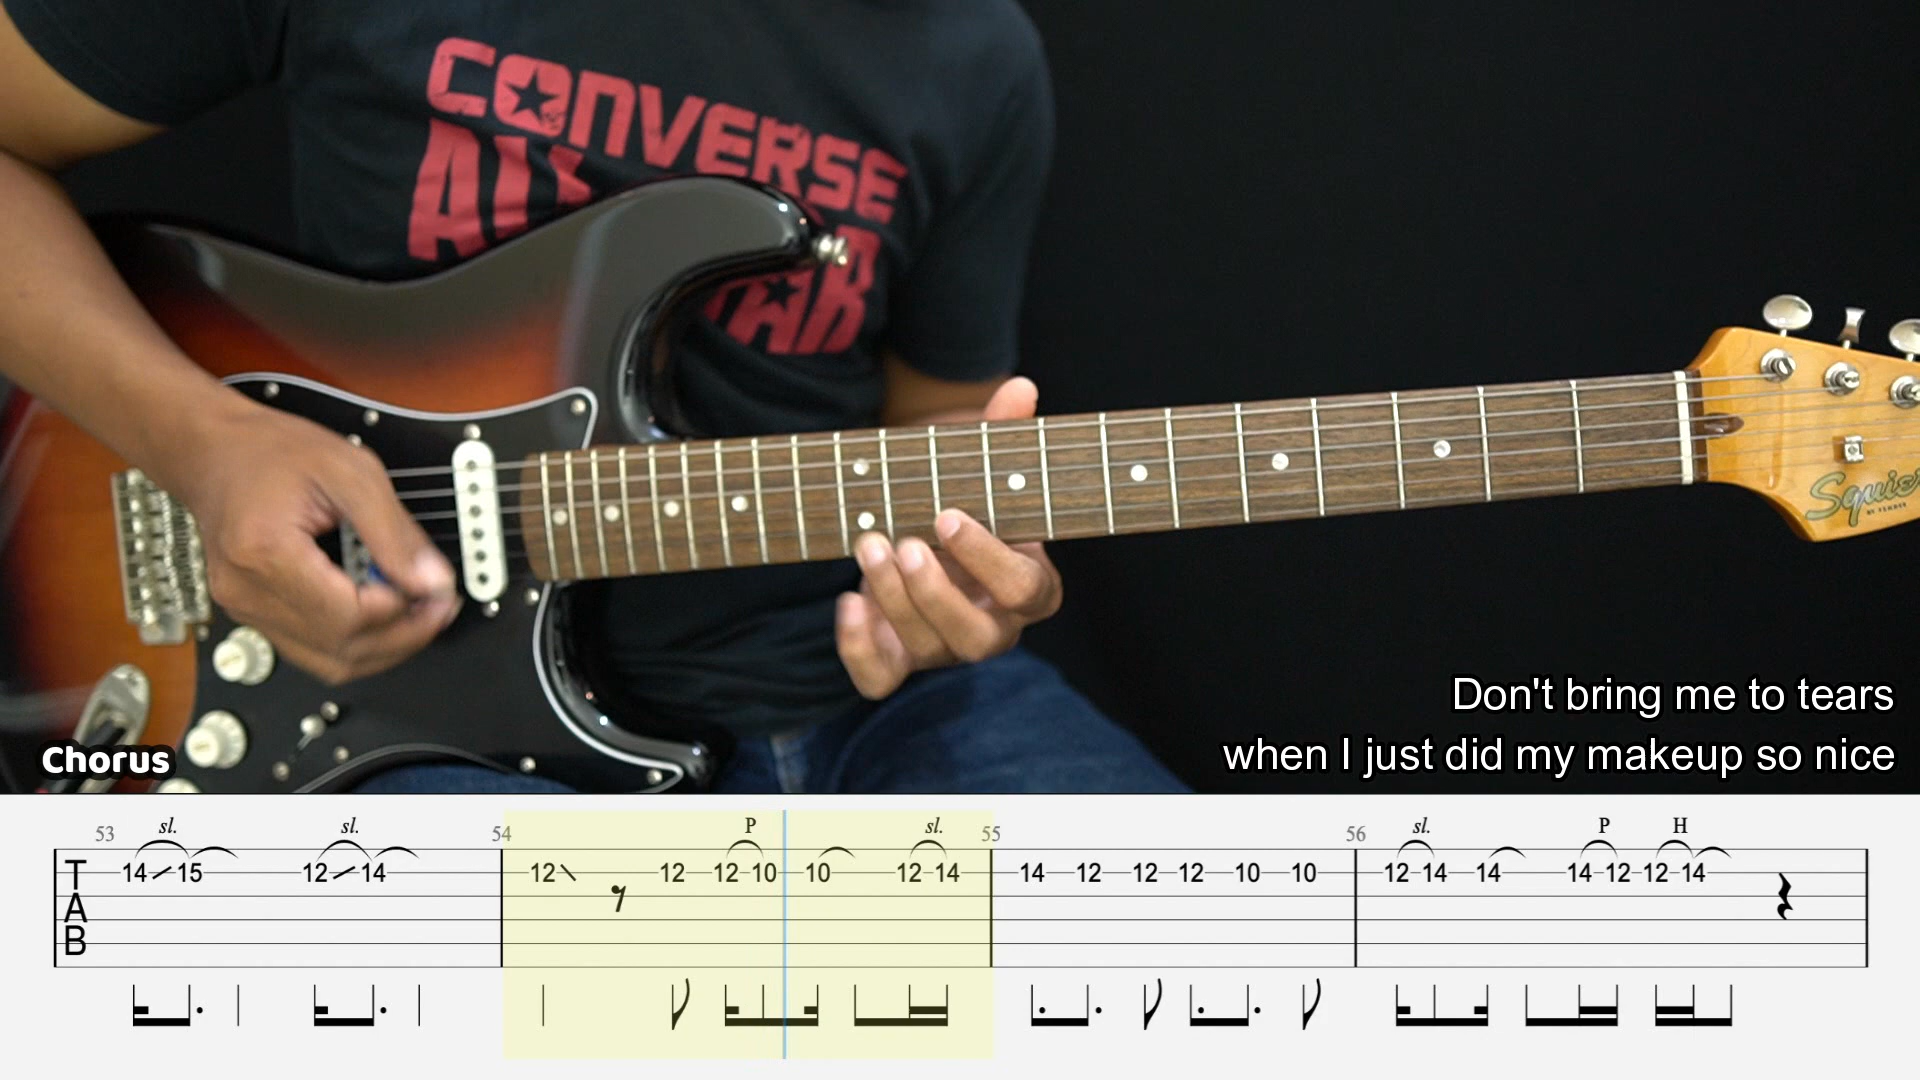 CONVERSE
ALL STAR
Squier
Don't bring me to tears
when I just did my makeup so nice
Chorus
53 sl. sl. 54 P sl. 55 56 sl. P H
T 14 15 12 14 12 12 12 10 10 12 14 14 12 12 12 10 10 12 14 14 14 12 12 14
A
B